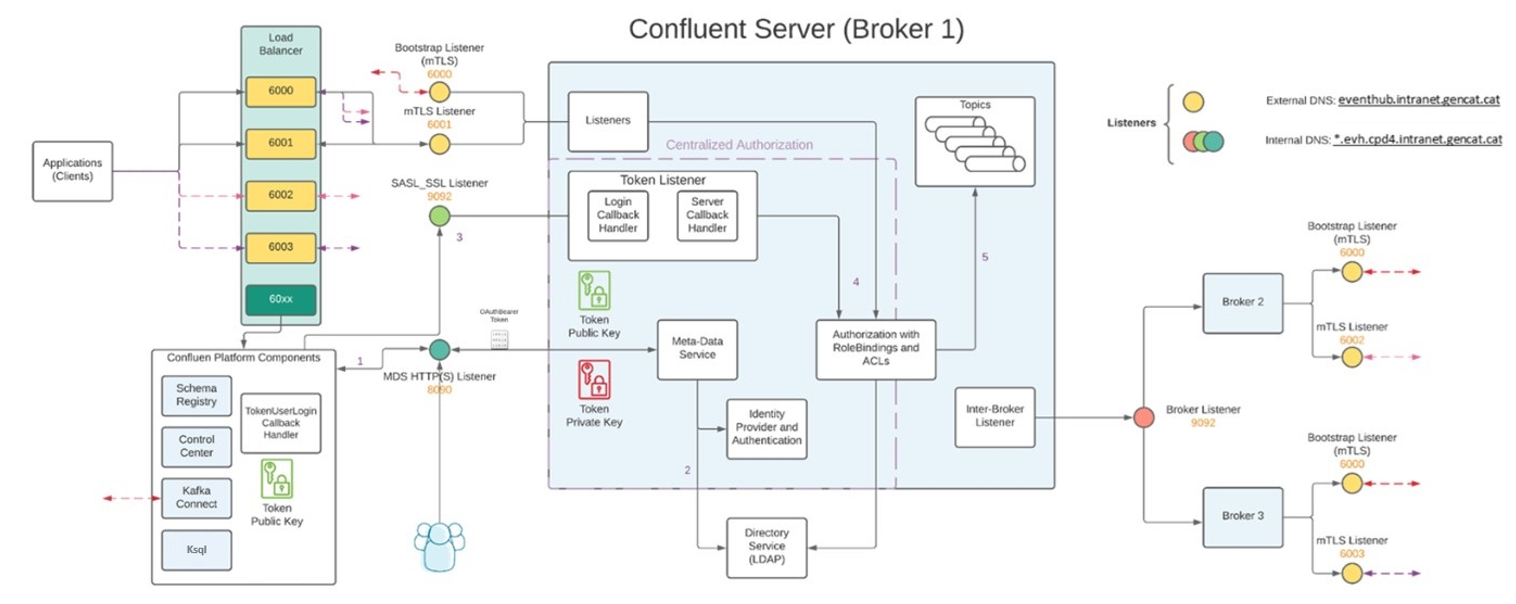 Confluent Server (Broker 1)
Load
Balancer
6000
6001
6002
6003
60xx
Applications
(Clients)
Bootstrap Listener
(mTLS)
6000
mTLS Listener
6001
SASL_SSL Listener
9092
3
OAuthBearer
Token
1
MDS HTTP(S) Listener
8090
Confluen Platform Components
Schema
Registry
Control
Center
Kafka
Connect
Ksql
TokenUserLogin
Callback
Handler
Token
Public Key
Listeners
Centralized Authorization
Token Listener
Login
Callback
Handler
Server
Callback
Handler
Token
Public Key
Token
Private Key
Meta-Data
Service
Identity
Provider and
Authentication
2
Directory
Service
(LDAP)
4
Authorization with
RoleBindings and
ACLs
5
Topics
Inter-Broker
Listener
Broker Listener
9092
Broker 2
Bootstrap Listener
(mTLS)
6000
mTLS Listener
6002
Broker 3
Bootstrap Listener
(mTLS)
6000
mTLS Listener
6003
Listeners
External DNS: eventhub.intranet.gencat.cat
Internal DNS: *.evh.cpd4.intranet.gencat.cat